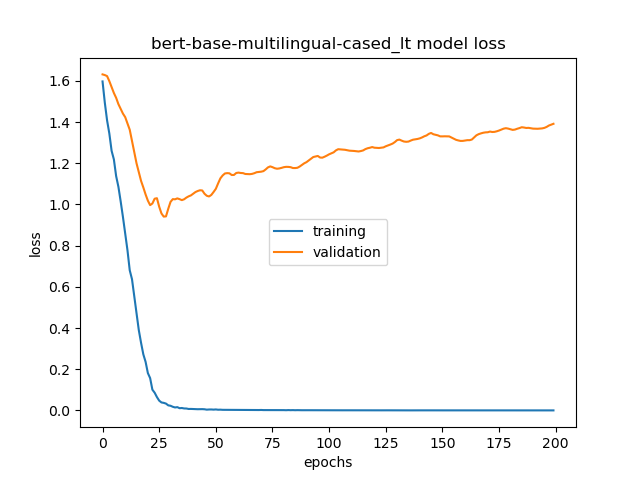 bert-base-multilingual-cased_lt model loss
1.6
1.4
1.2
1.0
0.8
0.6
0.4
0.2
0.0
loss
training
validation
0 25 50 75 100 125 150 175 200
epochs